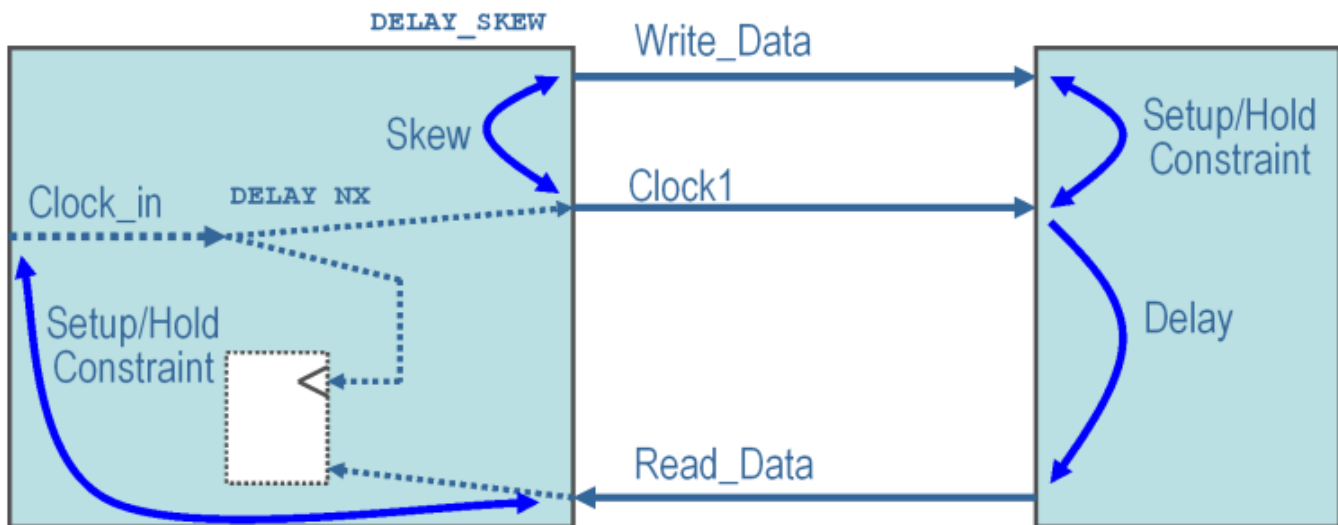 DELAY_SKEW
Write_Data
Skew
Setup/Hold
Constraint
Clock_in
DELAY NX
Clock1
Setup/Hold
Constraint
Delay
Read_Data